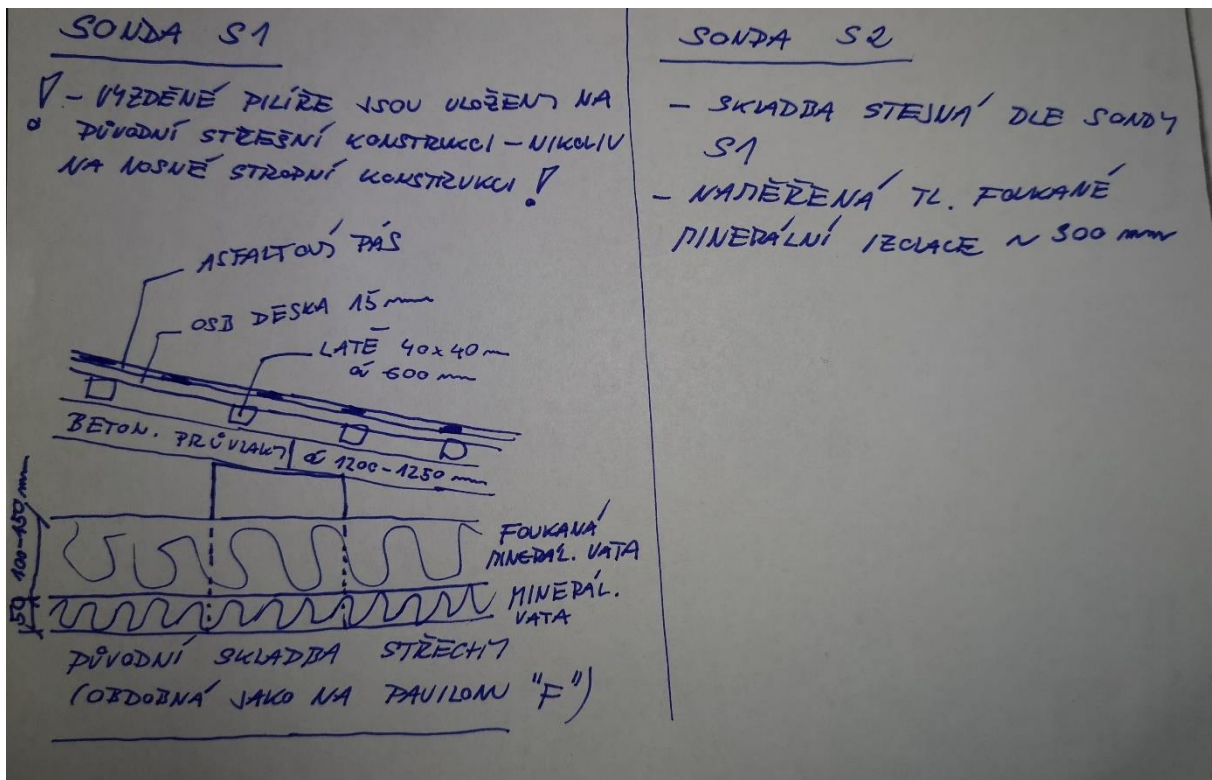 SONDA S1
! - VYZDĚNÉ PILÍŘE JSOU ULOŽENY NA
PŮVODNÍ STŘEŠNÍ KONSTRUKCI - NIKOLIV
NA NOSNÉ STROPNÍ KONSTRUKCI!
ASFALTOVÝ PÁS
OSB DESKA 15 mm
LATĚ 40x40 m
á 600 mm
BETON. PRŮVLAKY á 1200-1250 mm
FOUKANÁ
MINERÁL. VATA
100-150 mm
MINERÁL.
VATA
50
PŮVODNÍ SKLADBA STŘECHY
(OBDOBNÁ JAKO NA PAVILONU "F")
SONDA S2
- SKLADBA STEJNÁ DLE SONDY
S1
- NAMĚŘENÁ TL. FOUKANÉ
MINERÁLNÍ IZOLACE ~ 300 mm